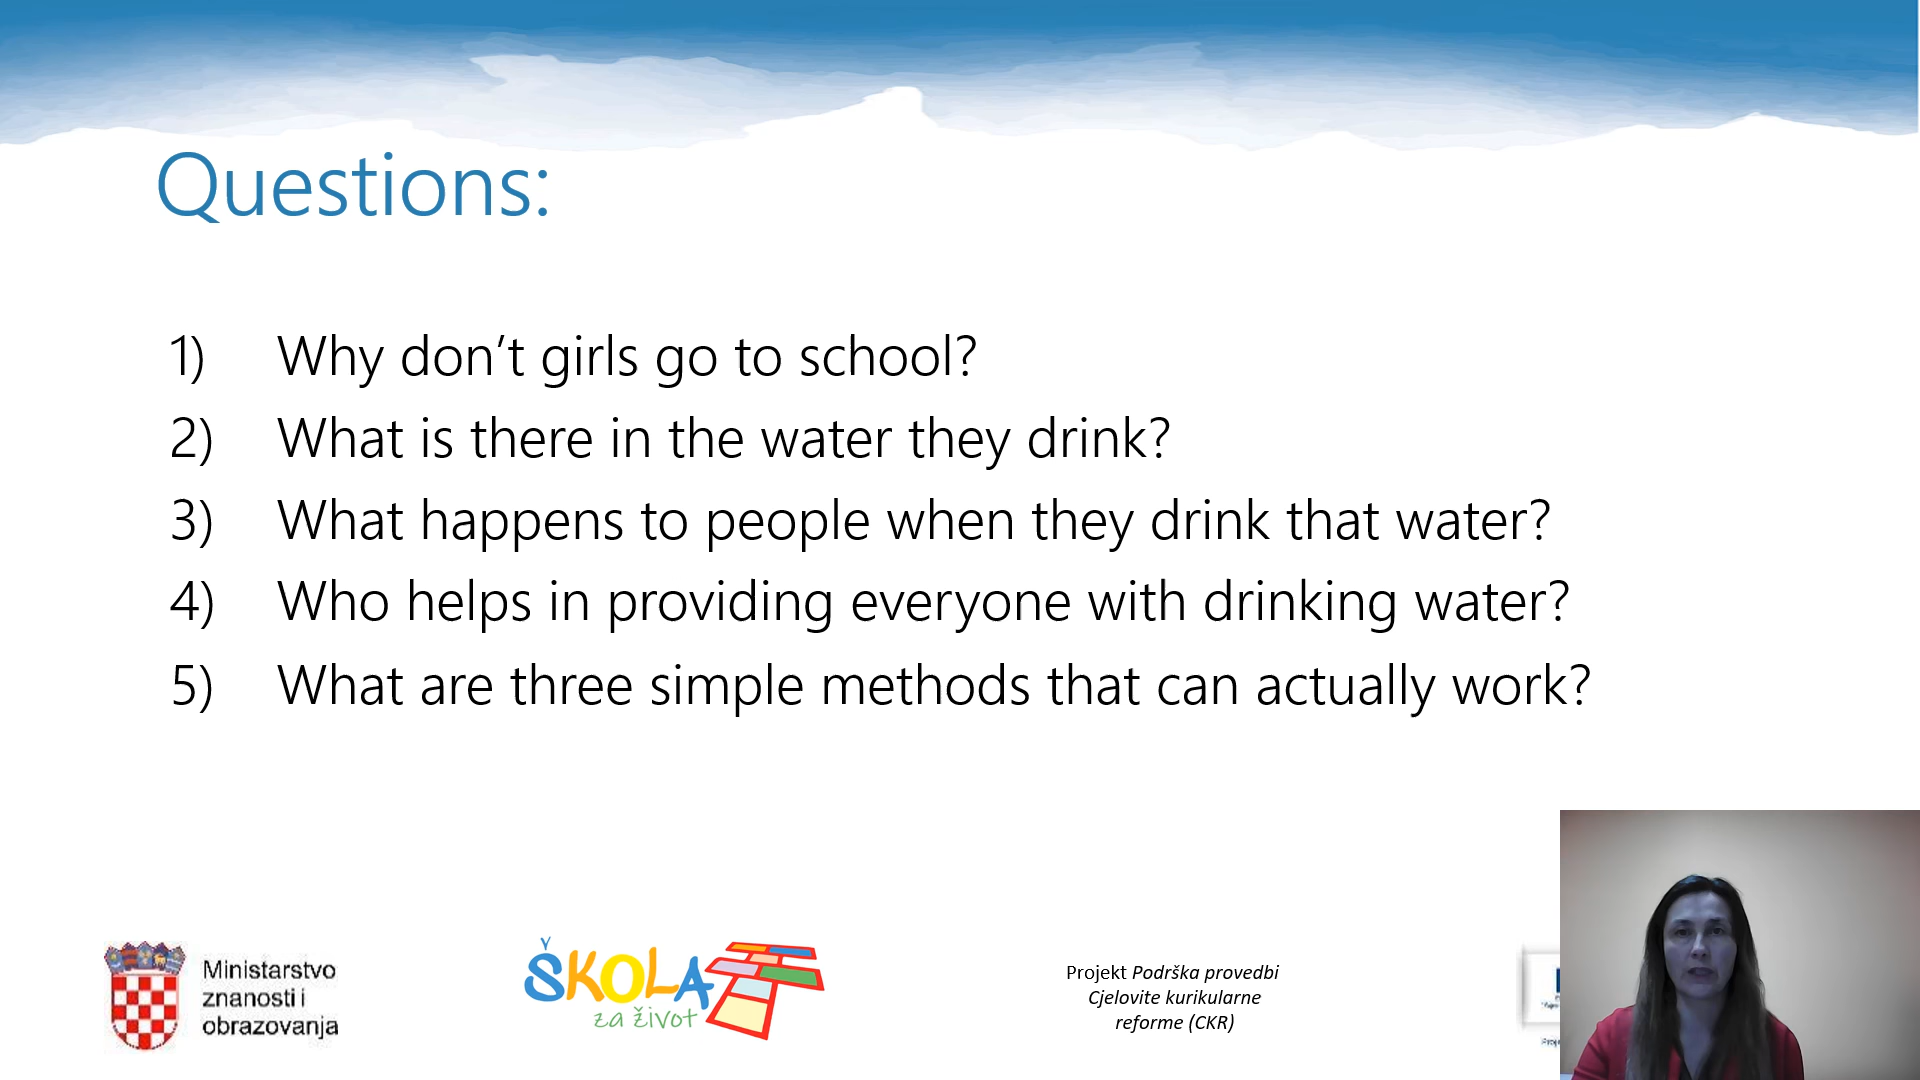 Questions:
1) Why don’t girls go to school?
2) What is there in the water they drink?
3) What happens to people when they drink that water?
4) Who helps in providing everyone with drinking water?
5) What are three simple methods that can actually work?
Ministarstvo
znanosti i
obrazovanja
ŠKOLA
za život
Projekt Podrška provedbi
Cjelovite kurikularne
reforme (CKR)